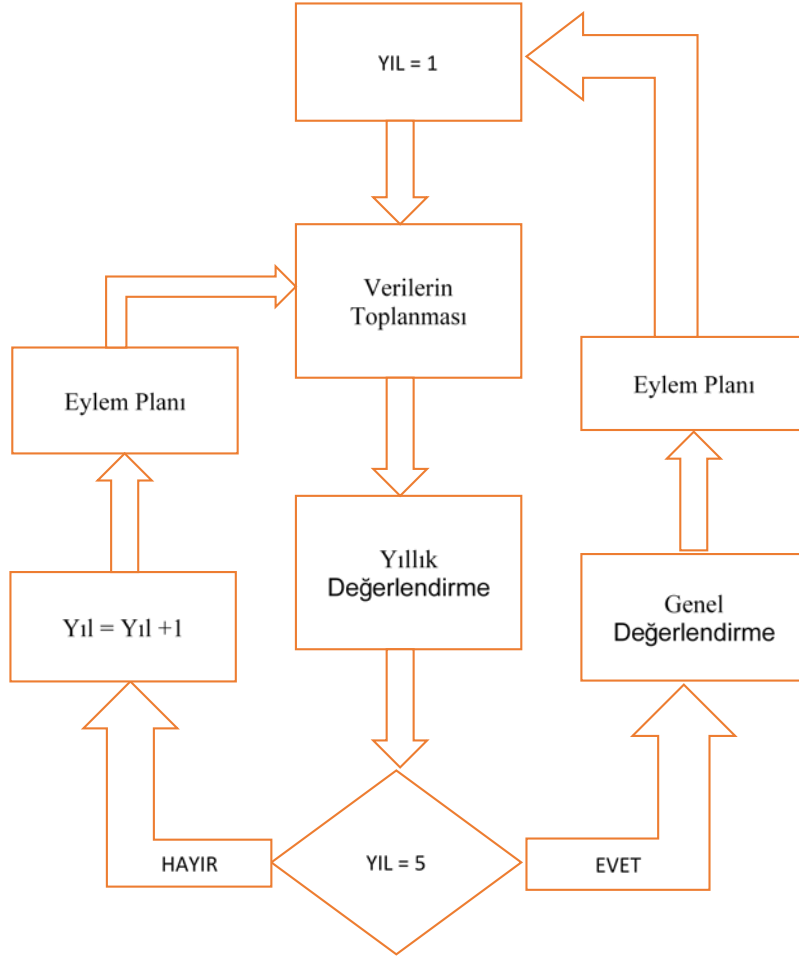 YIL = 1
Verilerin
Toplanması
Eylem Planı
Eylem Planı
Yıllık
Değerlendirme
Yıl = Yıl +1
Genel
Değerlendirme
HAYIR
YIL = 5
EVET